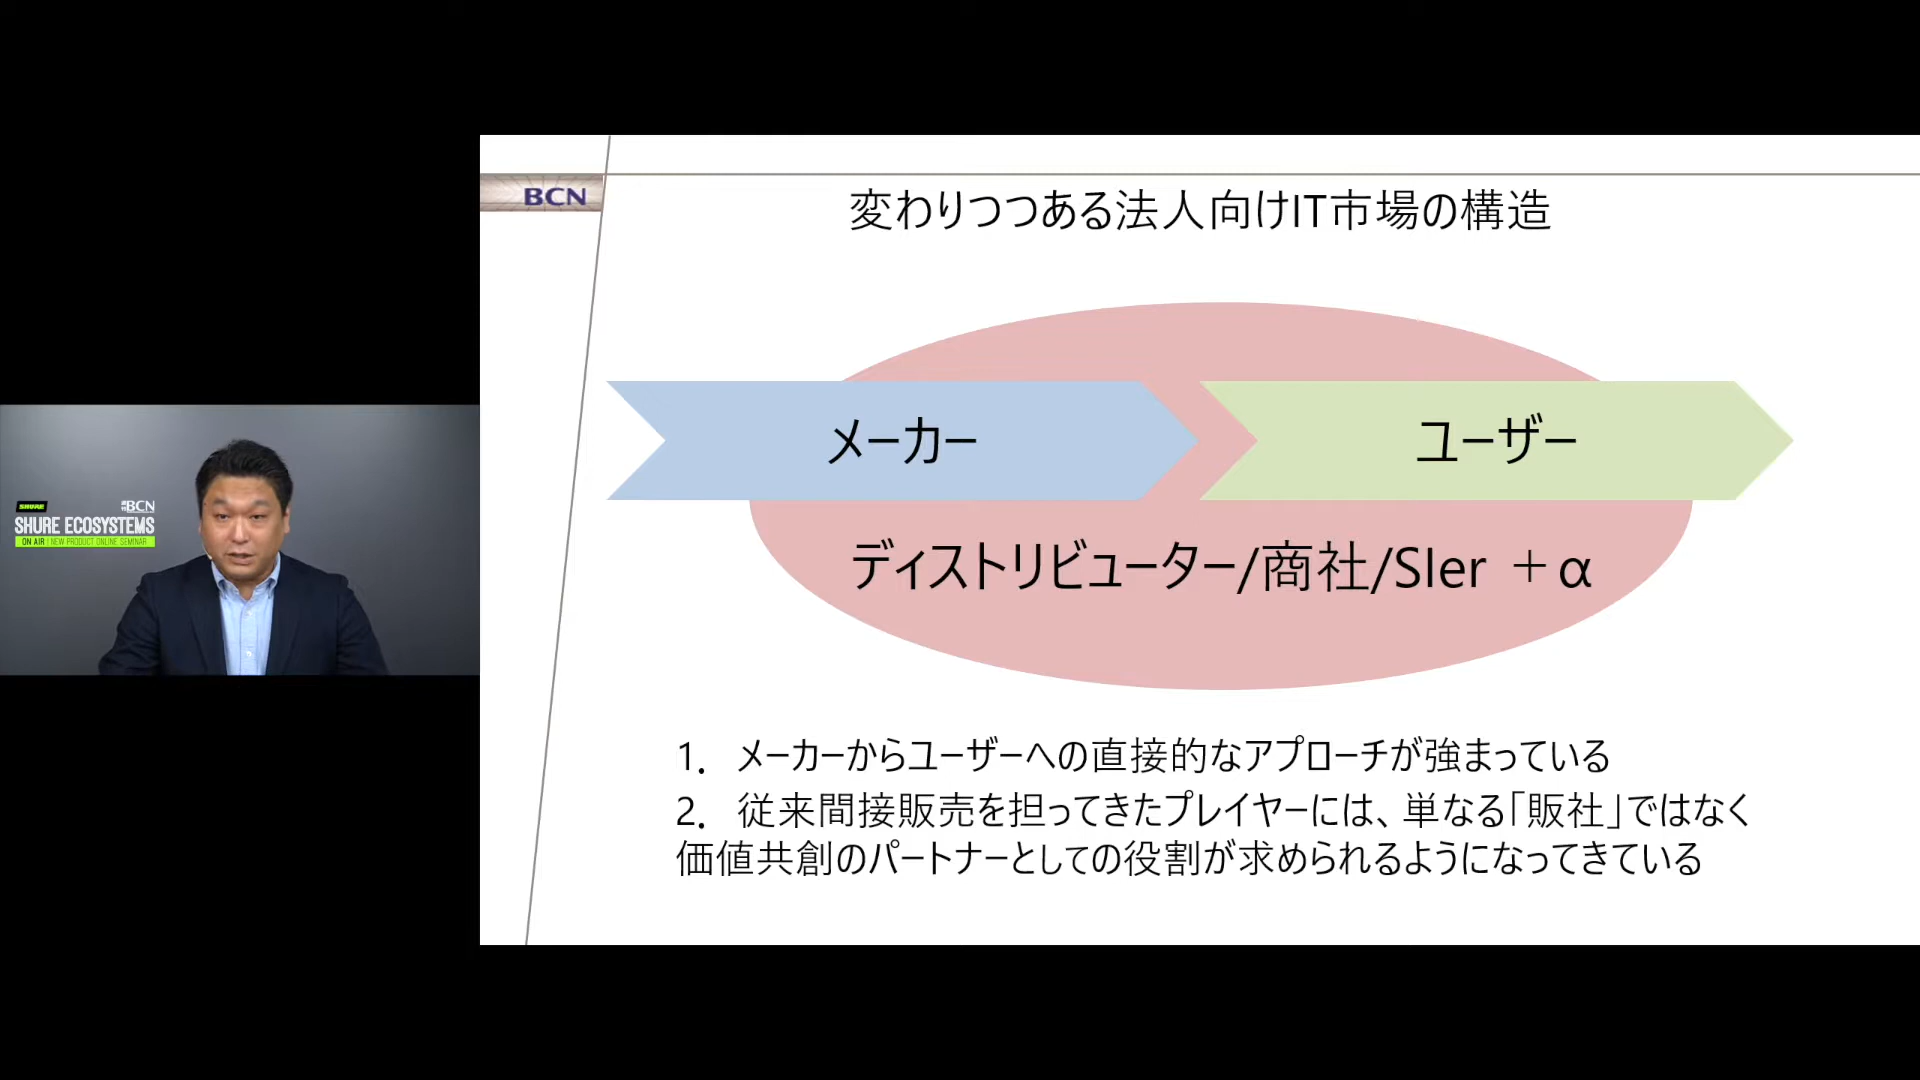 BCN
変わりつつある法人向けIT市場の構造
メーカー
ユーザー
ディストリビューター/商社/SIer ＋α
1. メーカーからユーザーへの直接的なアプローチが強まっている
2. 従来間接販売を担ってきたプレイヤーには、単なる「販社」ではなく
価値共創のパートナーとしての役割が求められるようになってきている
SHURE
BCN
SHURE ECOSYSTEMS
ON AIR | NEW PRODUCT ONLINE SEMINAR